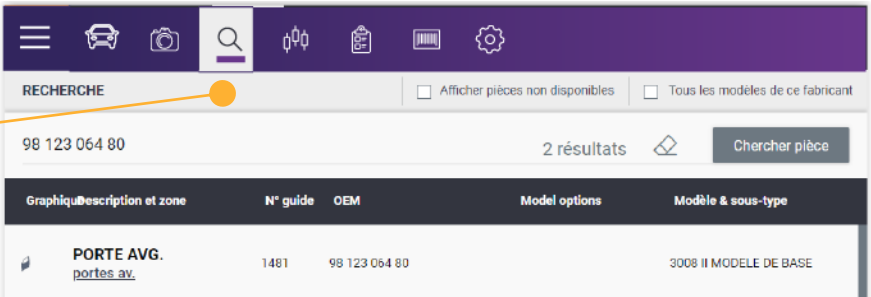 RECHERCHE Afficher pièces non disponibles Tous les modèles de ce fabricant
98 123 064 80 2 résultats Chercher pièce
GraphiquDescription et zone N° guide OEM Model options Modèle & sous-type
PORTE AVG. 1481 98 123 064 80 3008 II MODELE DE BASE
portes av.